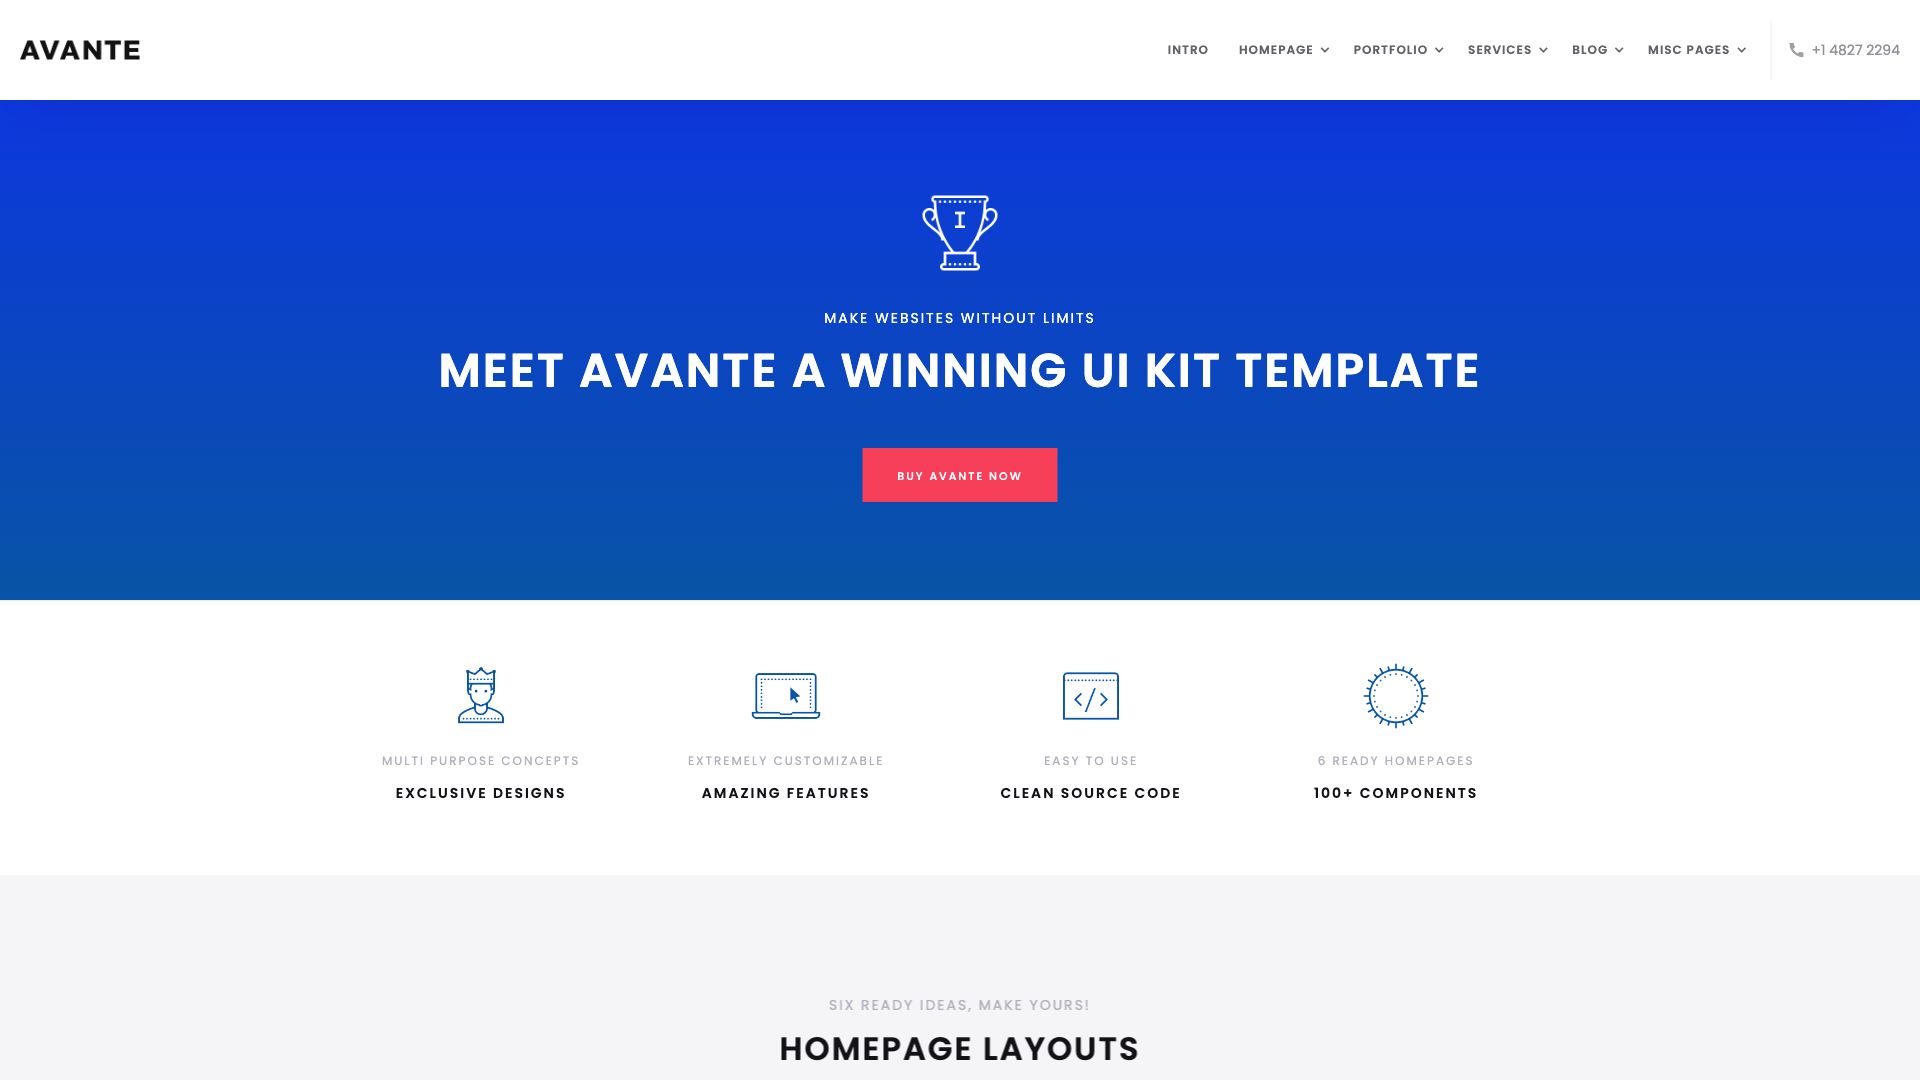 AVANTE
INTRO HOMEPAGE PORTFOLIO SERVICES BLOG MISC PAGES +1 4827 2294
I
MAKE WEBSITES WITHOUT LIMITS
MEET AVANTE A WINNING UI KIT TEMPLATE
BUY AVANTE NOW
</>
MULTI PURPOSE CONCEPTS
EXCLUSIVE DESIGNS
EXTREMELY CUSTOMIZABLE
AMAZING FEATURES
EASY TO USE
CLEAN SOURCE CODE
6 READY HOMEPAGES
100+ COMPONENTS
SIX READY IDEAS, MAKE YOURS!
HOMEPAGE LAYOUTS